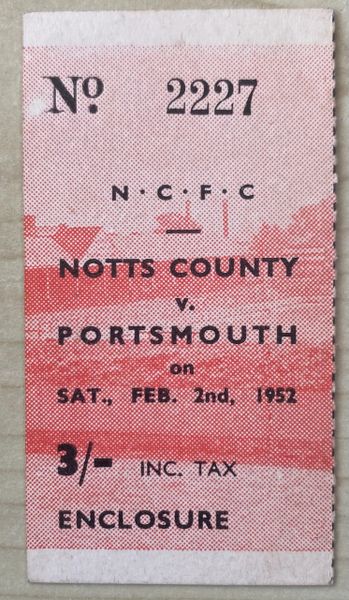 Nº 2227
N · C · F · C
NOTTS COUNTY
v.
PORTSMOUTH
on
SAT., FEB. 2nd, 1952
3/- INC. TAX
ENCLOSURE